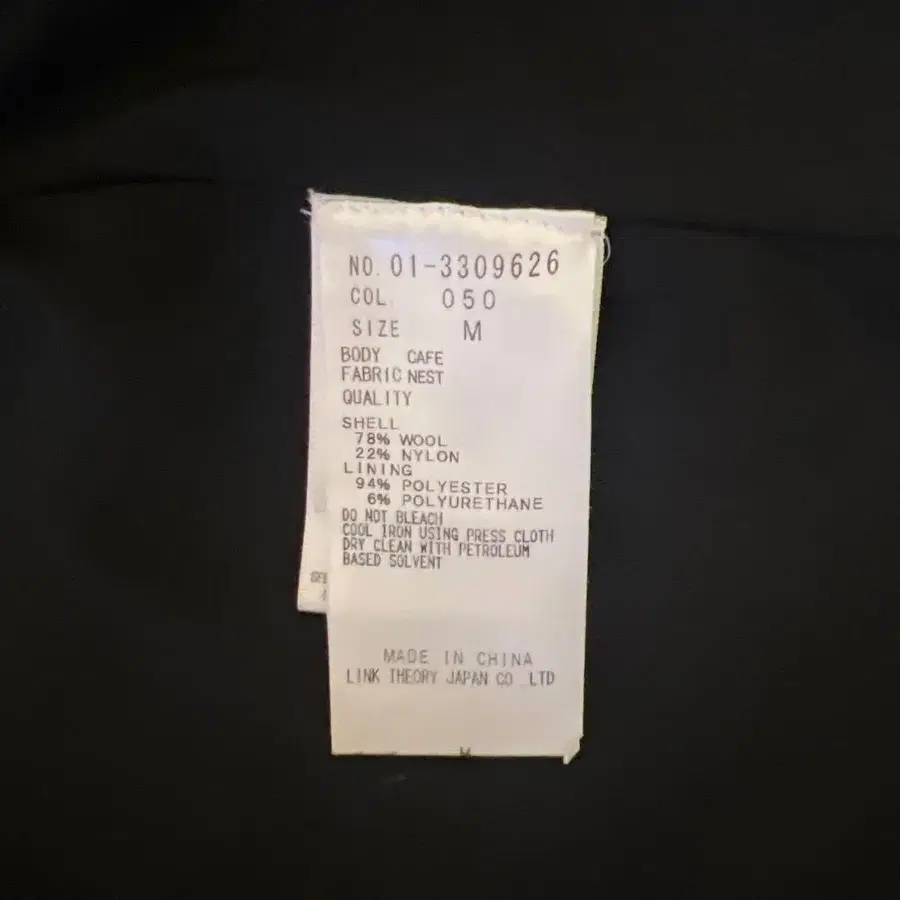 NO. 01-3309626
COL. 050
SIZE M
BODY CAFE
FABRIC NEST
QUALITY
SHELL
78% WOOL
22% NYLON
LINING
94% POLYESTER
6% POLYURETHANE
DO NOT BLEACH
COOL IRON USING PRESS CLOTH
DRY CLEAN WITH PETROLEUM
BASED SOLVENT
MADE IN CHINA
LINK THEORY JAPAN CO .LTD
M